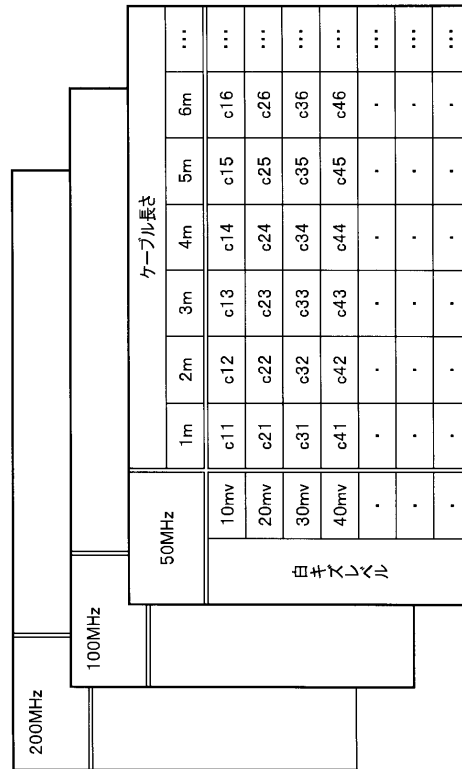 200MHz
100MHz
50MHz
ケーブル長さ
1m 2m 3m 4m 5m 6m …
白キズレベル
10mv c11 c12 c13 c14 c15 c16 …
20mv c21 c22 c23 c24 c25 c26 …
30mv c31 c32 c33 c34 c35 c36 …
40mv c41 c42 c43 c44 c45 c46 …
・ ・ ・ ・ ・ ・ ・ …
・ ・ ・ ・ ・ ・ ・ …
・ ・ ・ ・ ・ ・ ・ …